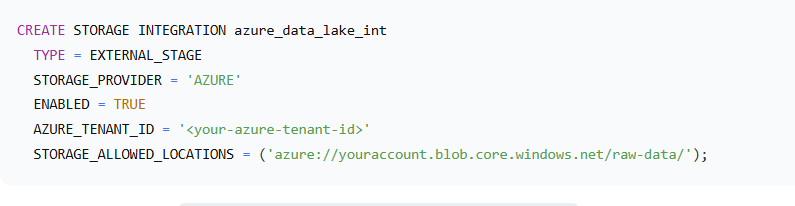 CREATE STORAGE INTEGRATION azure_data_lake_int
TYPE = EXTERNAL_STAGE
STORAGE_PROVIDER = 'AZURE'
ENABLED = TRUE
AZURE_TENANT_ID = '<your-azure-tenant-id>'
STORAGE_ALLOWED_LOCATIONS = ('azure://youraccount.blob.core.windows.net/raw-data/');